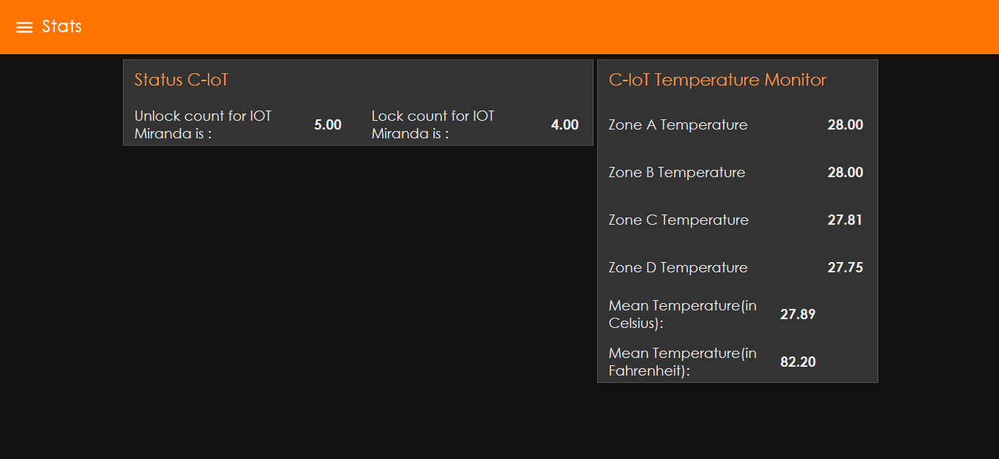 Stats
Status C-IoT
Unlock count for IOT
Miranda is :
5.00
Lock count for IOT
Miranda is :
4.00
C-IoT Temperature Monitor
Zone A Temperature 28.00
Zone B Temperature 28.00
Zone C Temperature 27.81
Zone D Temperature 27.75
Mean Temperature(in
Celsius):
27.89
Mean Temperature(in
Fahrenheit):
82.20